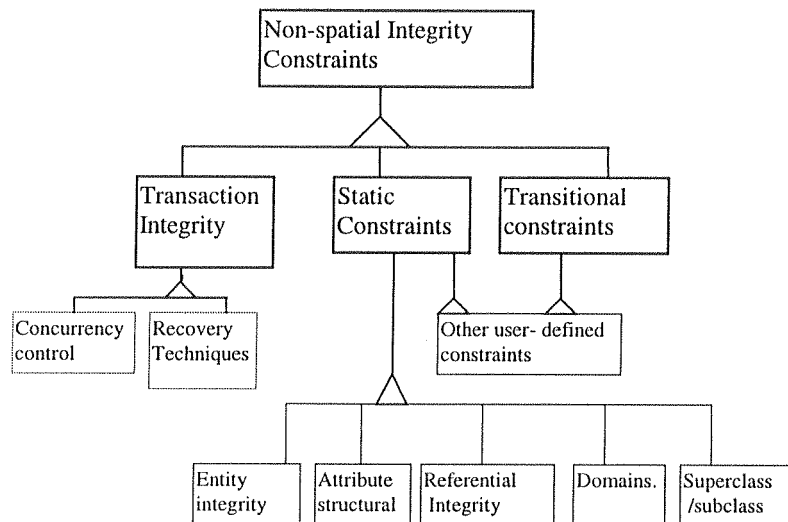 Non-spatial Integrity
Constraints
Transaction
Integrity
Static
Constraints
Transitional
constraints
Concurrency
control
Recovery
Techniques
Other user- defined
constraints
Entity
integrity
Attribute
structural
Referential
Integrity
Domains.
Superclass
/subclass